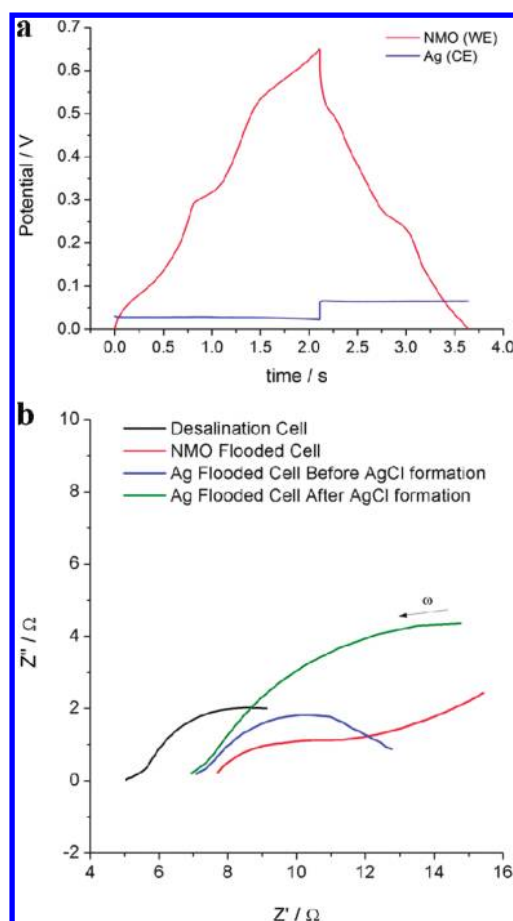 a
NMO (WE)
Ag (CE)
0.7
0.6
0.5
0.4
0.3
0.2
0.1
0.0
Potential / V
0.0 0.5 1.0 1.5 2.0 2.5 3.0 3.5 4.0
time / s
b
Desalination Cell
NMO Flooded Cell
Ag Flooded Cell Before AgCl formation
Ag Flooded Cell After AgCl formation
ω
10
8
6
4
2
0
-2
Z'' / Ω
4 6 8 10 12 14 16
Z' / Ω